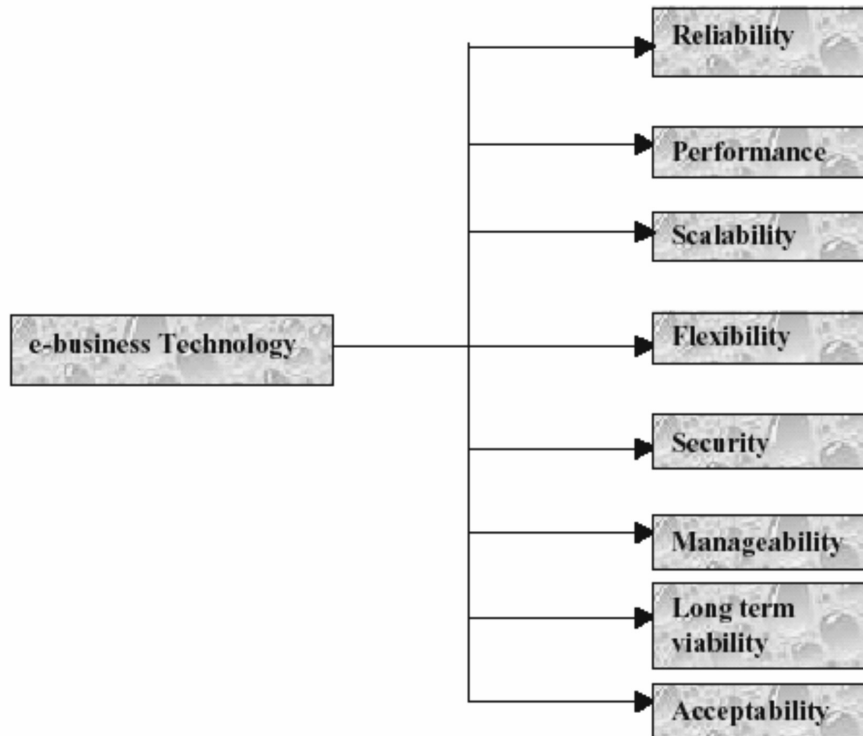 Reliability
Performance
Scalability
e-business Technology
Flexibility
Security
Manageability
Long term
viability
Acceptability